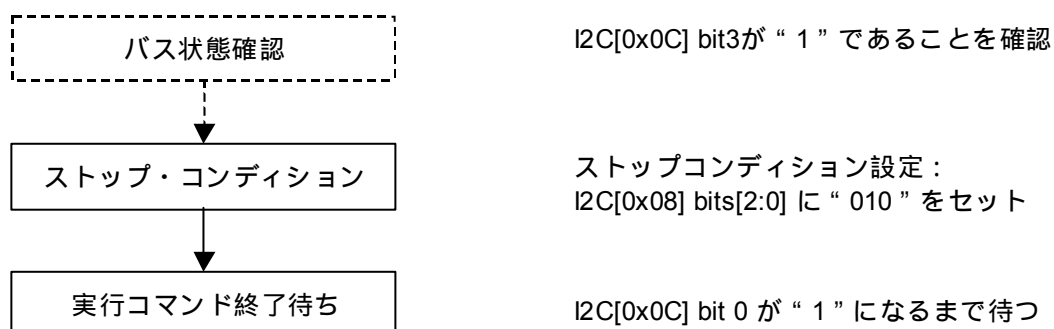 バス状態確認
I2C[0x0C] bit3が“1”であることを確認
ストップ・コンディション
ストップコンディション設定：
I2C[0x08] bits[2:0] に“010”をセット
実行コマンド終了待ち
I2C[0x0C] bit 0 が“1”になるまで待つ